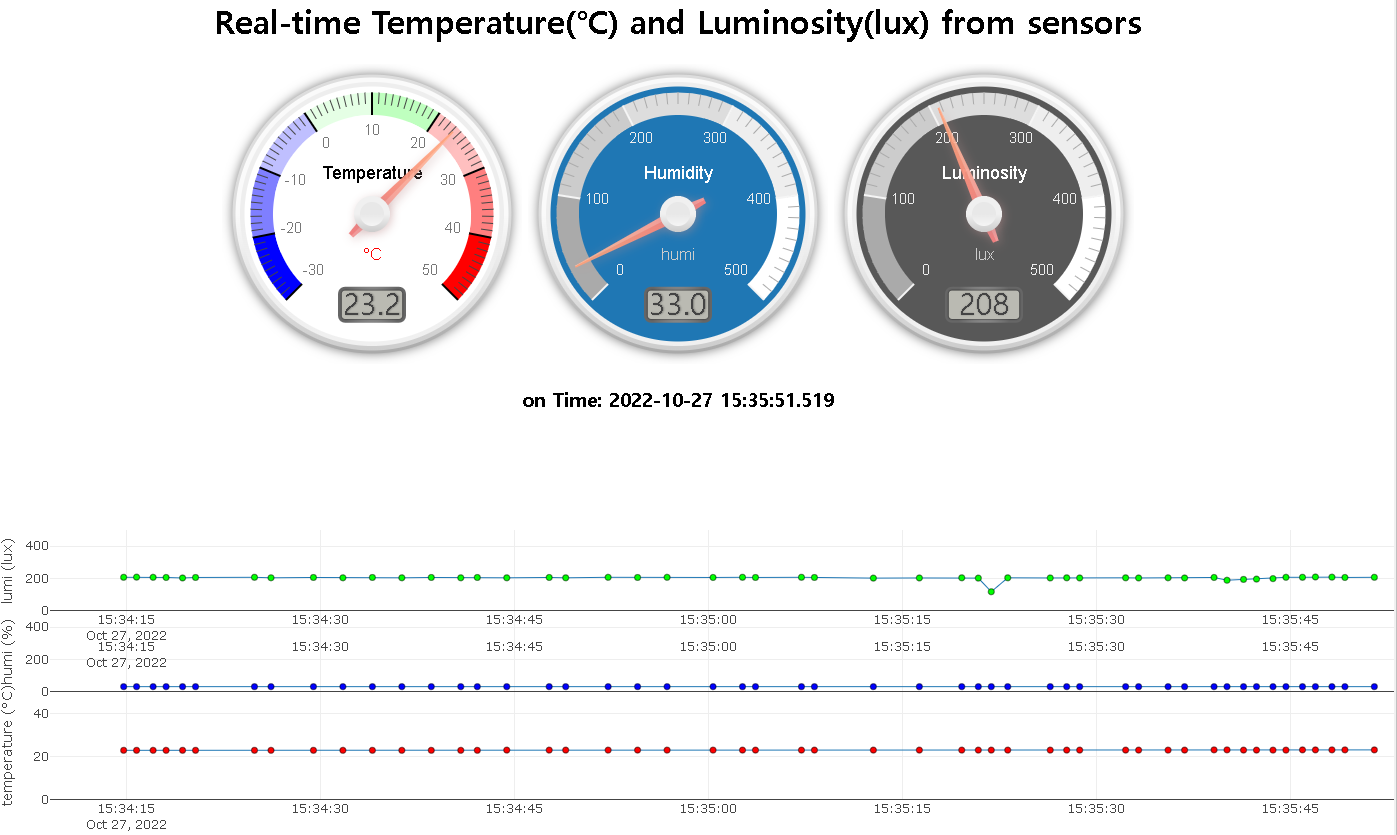 Real-time Temperature(°C) and Luminosity(lux) from sensors
-30 -20 -10 0 10 20 30 40 50
Temperature
°C
23.2
0 100 200 300 400 500
Humidity
humi
33.0
0 100 200 300 400 500
Luminosity
lux
208
on Time: 2022-10-27 15:35:51.519
lumi (lux)
400
200
0
15:34:15 15:34:30 15:34:45 15:35:00 15:35:15 15:35:30 15:35:45
Oct 27, 2022
humi (%)
400
200
0
15:34:15 15:34:30 15:34:45 15:35:00 15:35:15 15:35:30 15:35:45
Oct 27, 2022
temperature (°C)
40
20
0
15:34:15 15:34:30 15:34:45 15:35:00 15:35:15 15:35:30 15:35:45
Oct 27, 2022